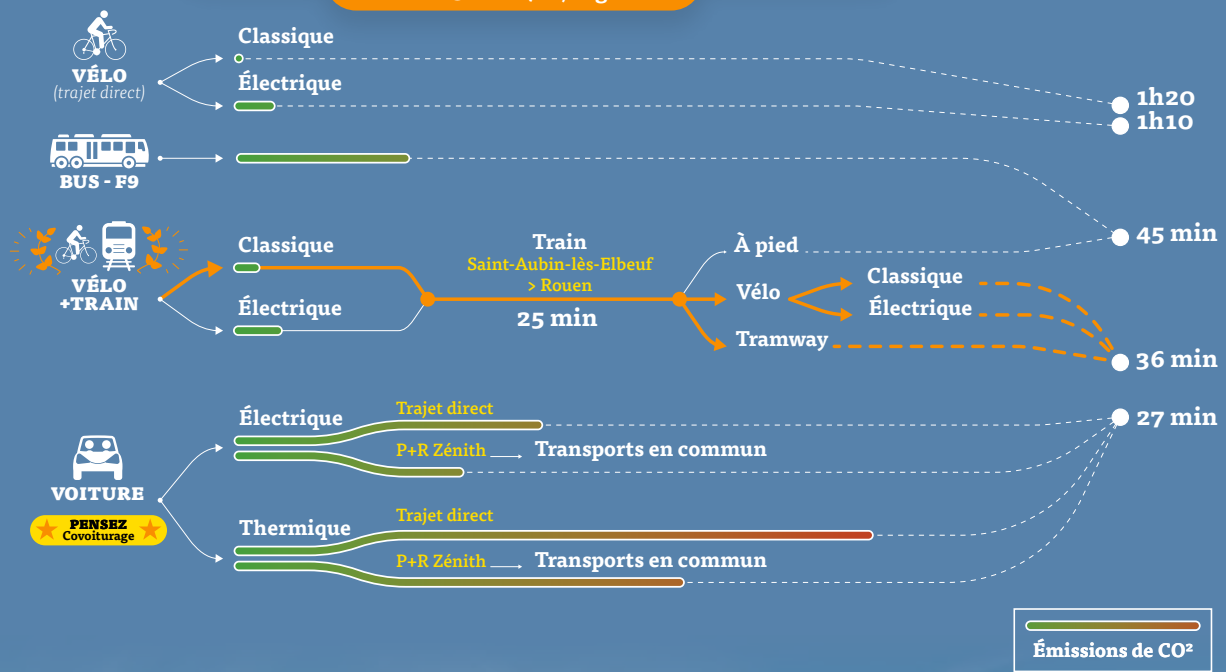 Classique
VÉLO
(trajet direct)
Électrique
1h20
1h10
BUS - F9
45 min
Classique
VÉLO
+TRAIN
Électrique
Train
Saint-Aubin-lès-Elbeuf
> Rouen
25 min
À pied
Vélo
Classique
Électrique
Tramway
36 min
27 min
Électrique
Trajet direct
P+R Zénith
Transports en commun
VOITURE
PENSEZ
Covoiturage
Thermique
Trajet direct
P+R Zénith
Transports en commun
Émissions de CO²